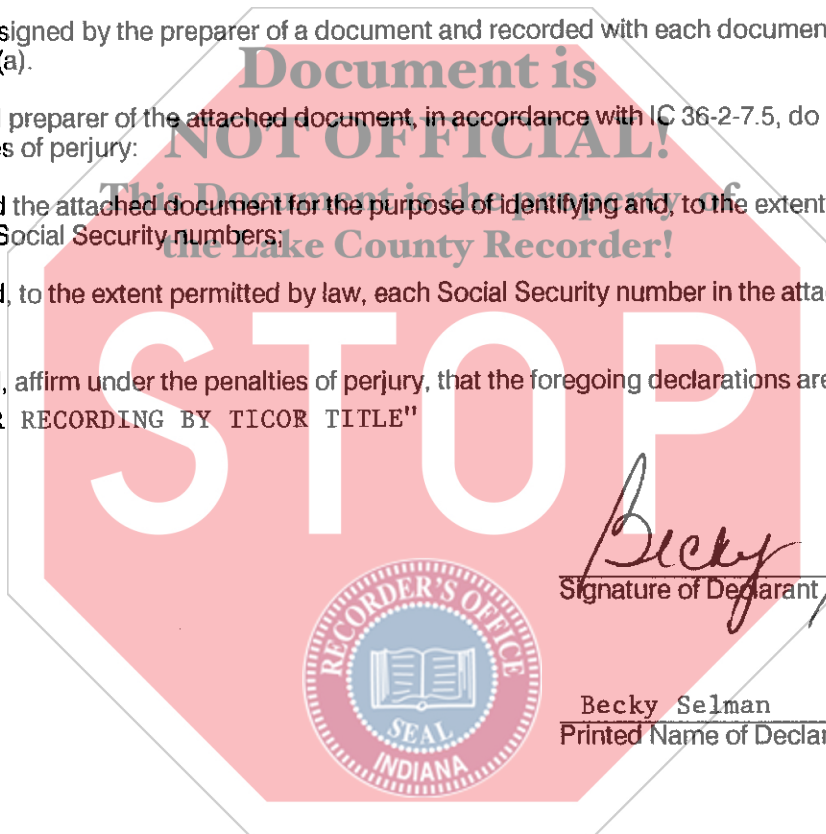 signed by the preparer of a document and recorded with each documen
(a).
Document is
preparer of the attached document, in accordance with IC 36-2-7.5, do
NOT OFFICIAL!
s of perjury:
This Document is the property of
d the attached document for the purpose of identifying and, to the extent
Social Security numbers;
the Lake County Recorder!
d, to the extent permitted by law, each Social Security number in the atta
STOP
, affirm under the penalties of perjury, that the foregoing declarations are
R RECORDING BY TICOR TITLE"
Becky
Signature of Declarant
RECORDER'S OFFICE
SEAL
INDIANA
Becky Selman
Printed Name of Declar